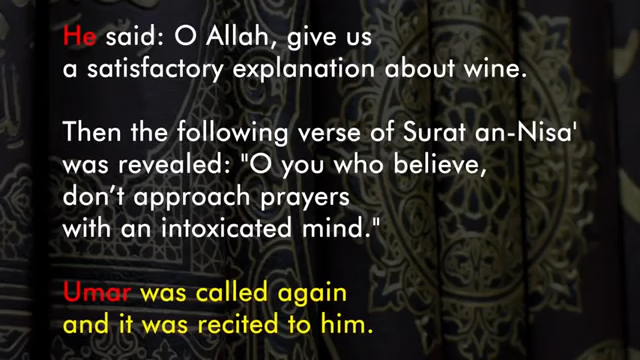 He said: O Allah, give us
a satisfactory explanation about wine.
Then the following verse of Surat an-Nisa'
was revealed: "O you who believe,
don’t approach prayers
with an intoxicated mind."
Umar was called again
and it was recited to him.